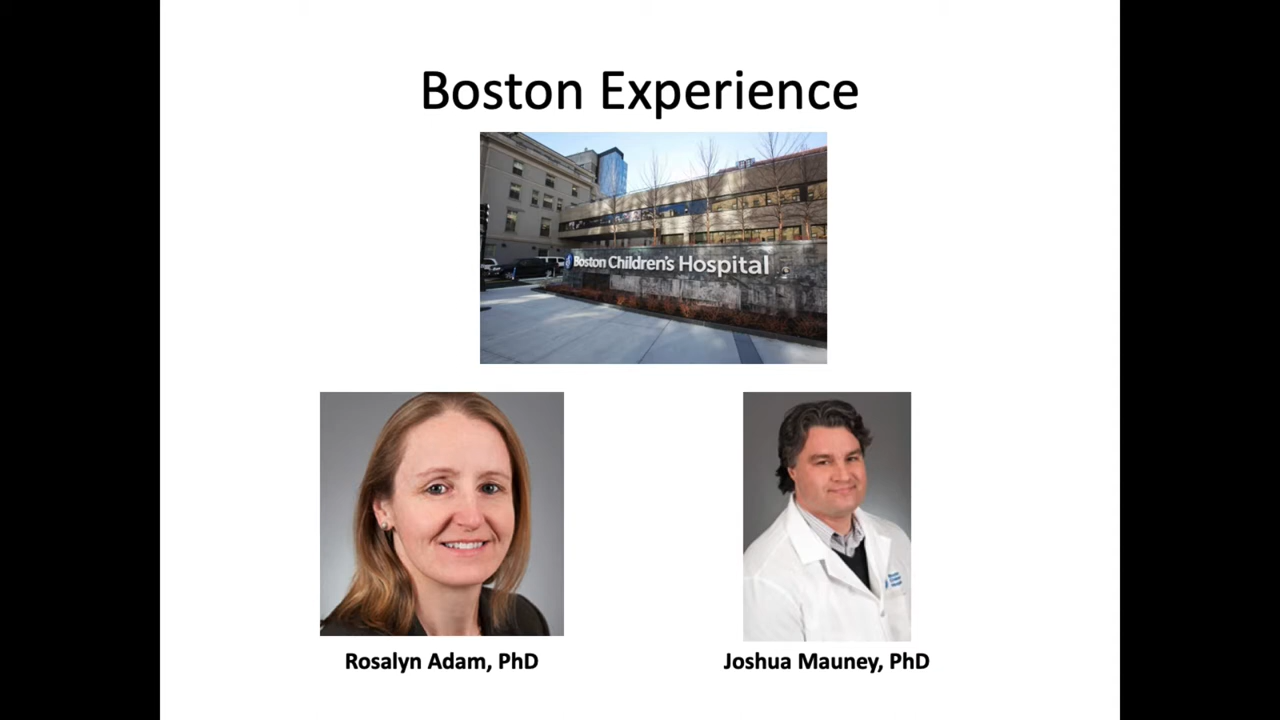 Boston Experience
Boston Children's Hospital
Rosalyn Adam, PhD
Joshua Mauney, PhD